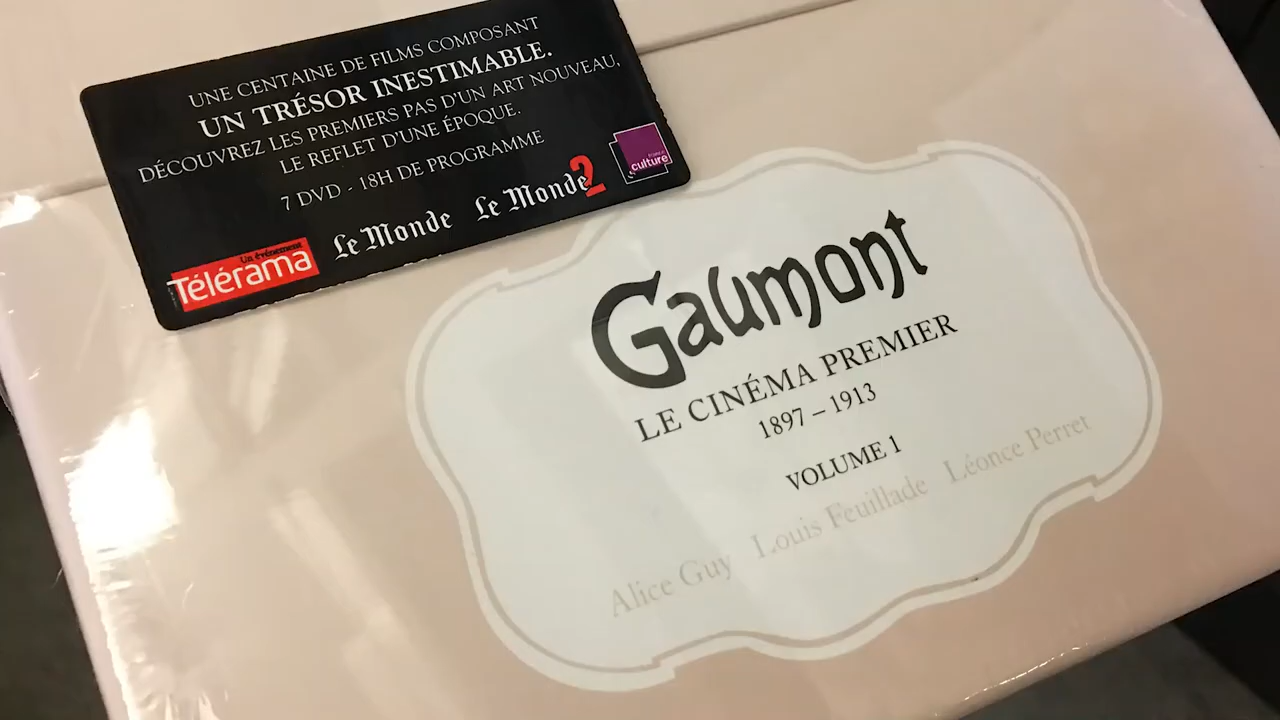 UNE CENTAINE DE FILMS COMPOSANT
UN TRÉSOR INESTIMABLE.
DÉCOUVREZ LES PREMIERS PAS D'UN ART NOUVEAU,
LE REFLET D'UNE ÉPOQUE.
7 DVD - 18H DE PROGRAMME
Un événement
Télérama
Le Monde
Le Monde 2
france
culture
Gaumont
LE CINÉMA PREMIER
1897 – 1913
VOLUME 1
Alice Guy Louis Feuillade Léonce Perret